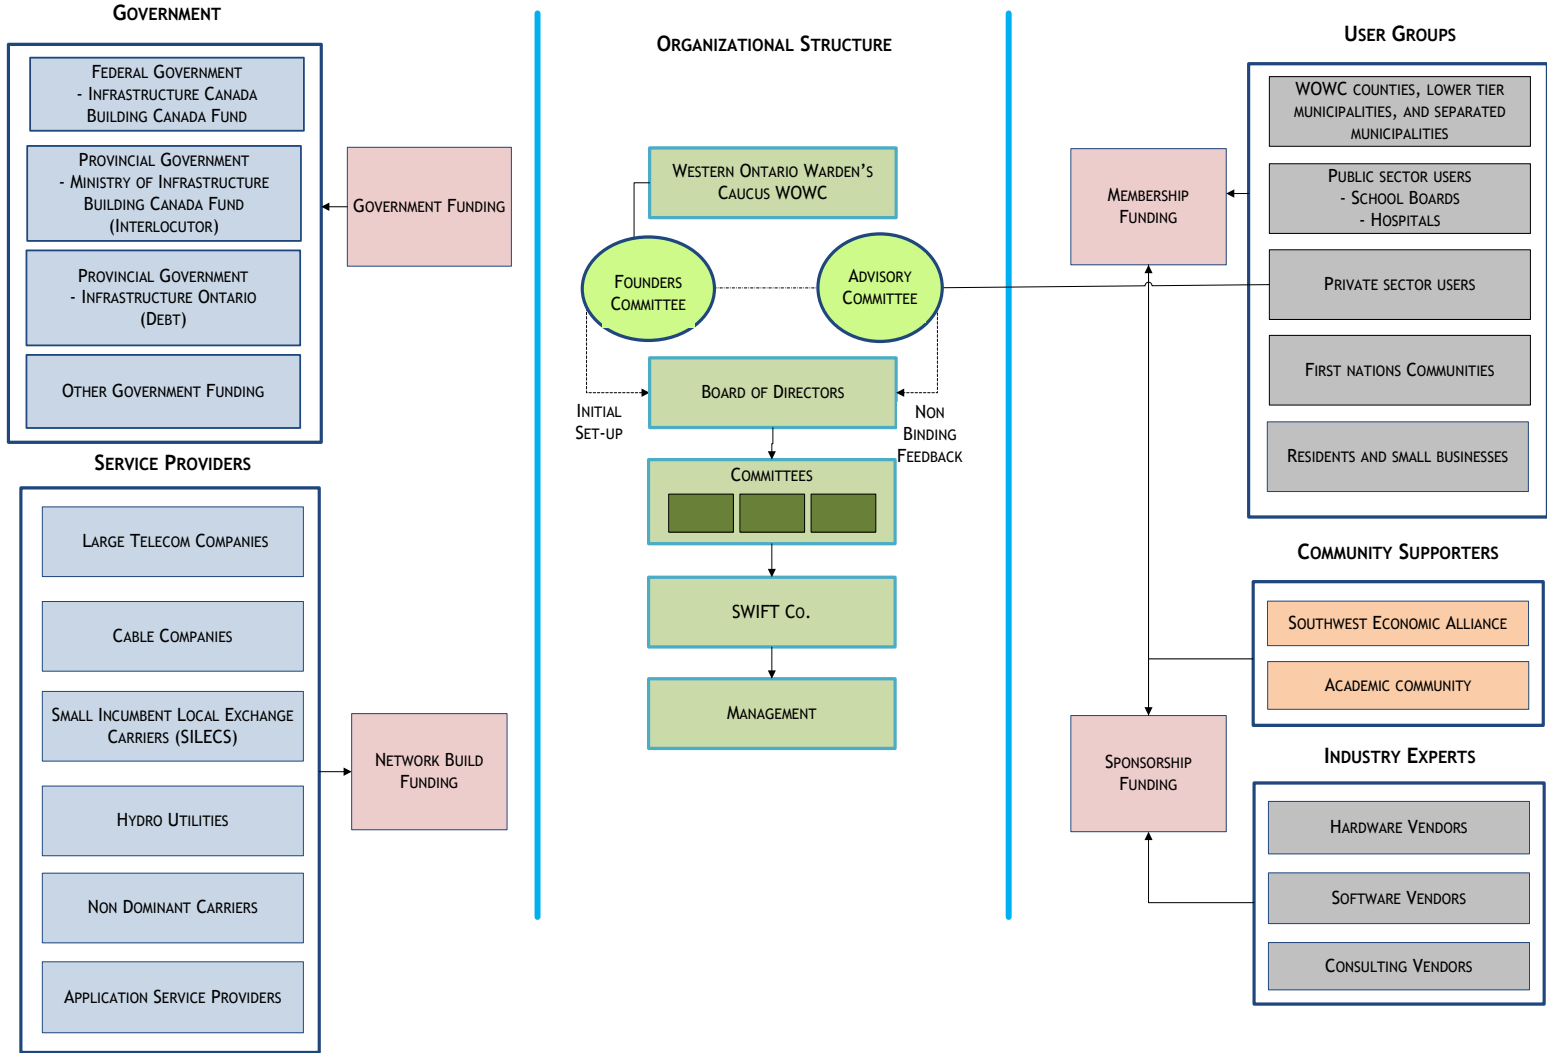 Government
Federal Government
- Infrastructure Canada
Building Canada Fund
Provincial Government
- Ministry of Infrastructure
Building Canada Fund
(Interlocutor)
Provincial Government
- Infrastructure Ontario
(Debt)
Other Government Funding
Government Funding
Service Providers
Large Telecom Companies
Cable Companies
Small Incumbent Local Exchange
Carriers (SILECS)
Hydro Utilities
Non Dominant Carriers
Application Service Providers
Network Build
Funding
Organizational Structure
Western Ontario Warden's
Caucus WOWC
Founders
Committee
Advisory
Committee
Board of Directors
Initial
Set-up
Non
Binding
Feedback
Committees
SWIFT Co.
Management
User Groups
WOWC counties, lower tier
municipalities, and separated
municipalities
Public sector users
- School Boards
- Hospitals
Private sector users
First nations Communities
Residents and small businesses
Membership
Funding
Community Supporters
Southwest Economic Alliance
Academic community
Sponsorship
Funding
Industry Experts
Hardware Vendors
Software Vendors
Consulting Vendors